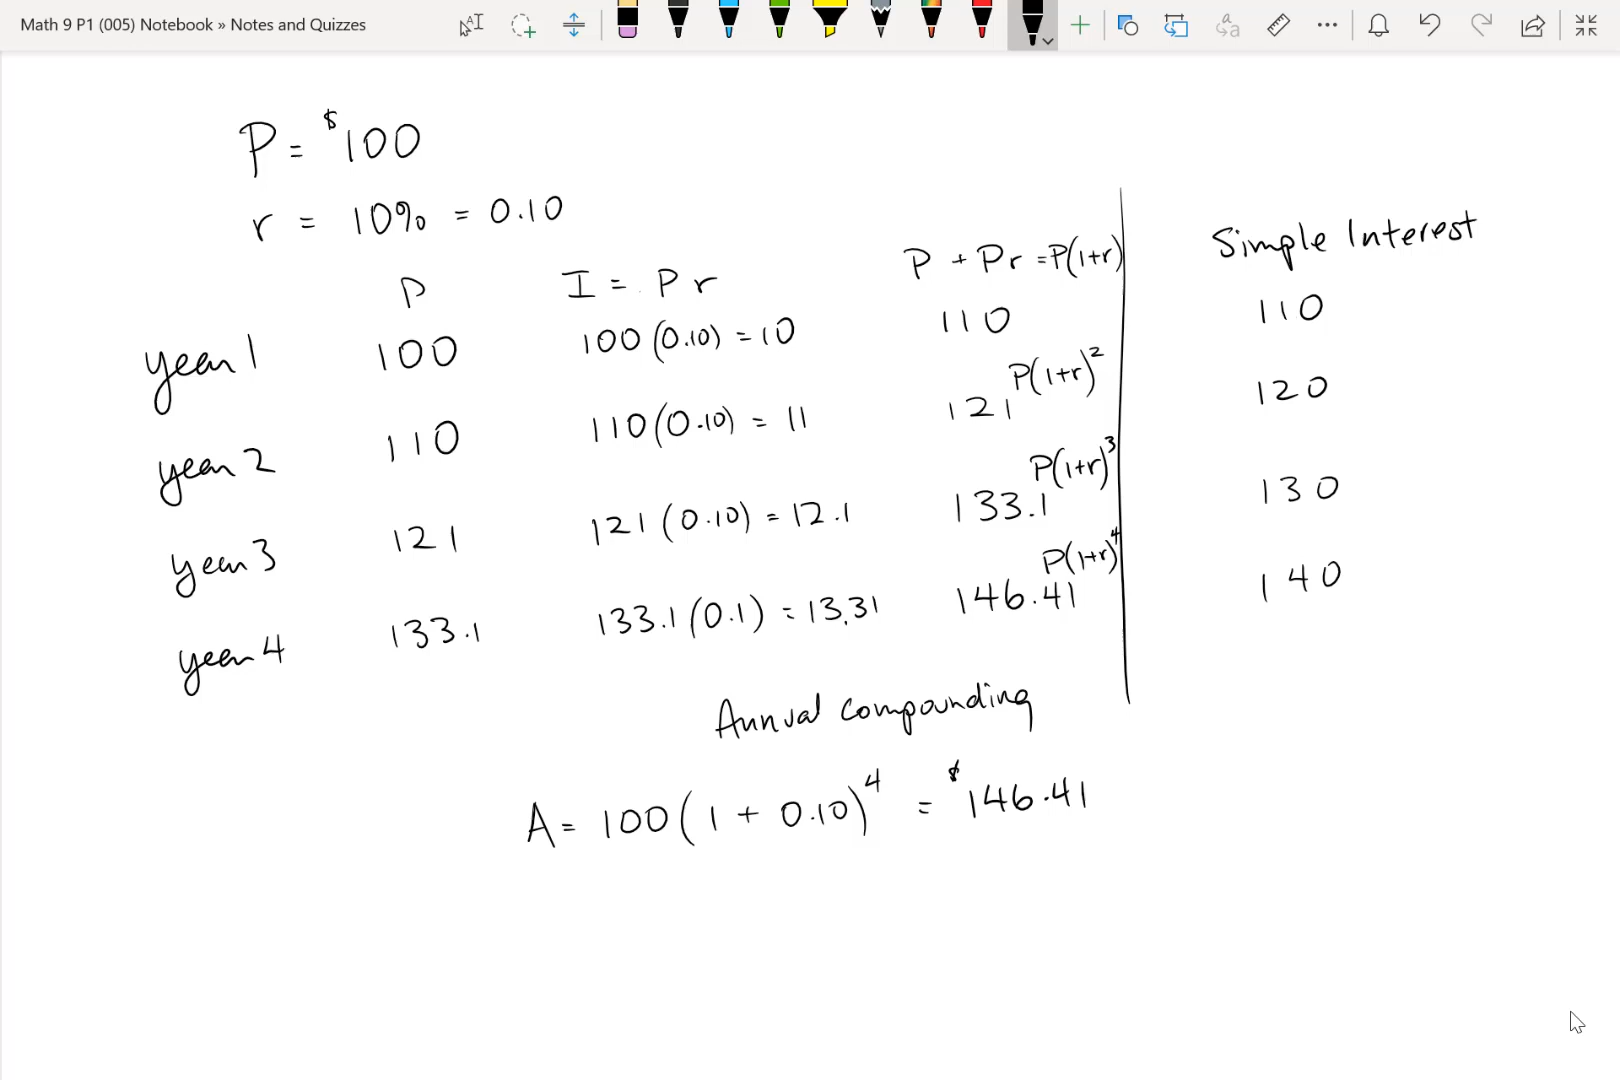 Math 9 P1 (005) Notebook » Notes and Quizzes
P = $100
r = 10% = 0.10
P I = Pr P + Pr = P(1+r) Simple Interest
year 1 100 100(0.10) = 10 110 110
P(1+r)²
year 2 110 110(0.10) = 11 121 120
P(1+r)³
year 3 121 121(0.10) = 12.1 133.1 130
P(1+r)⁴
year 4 133.1 133.1(0.1) = 13.31 146.41 140
Annual compounding
A = 100(1 + 0.10)⁴ = $146.41